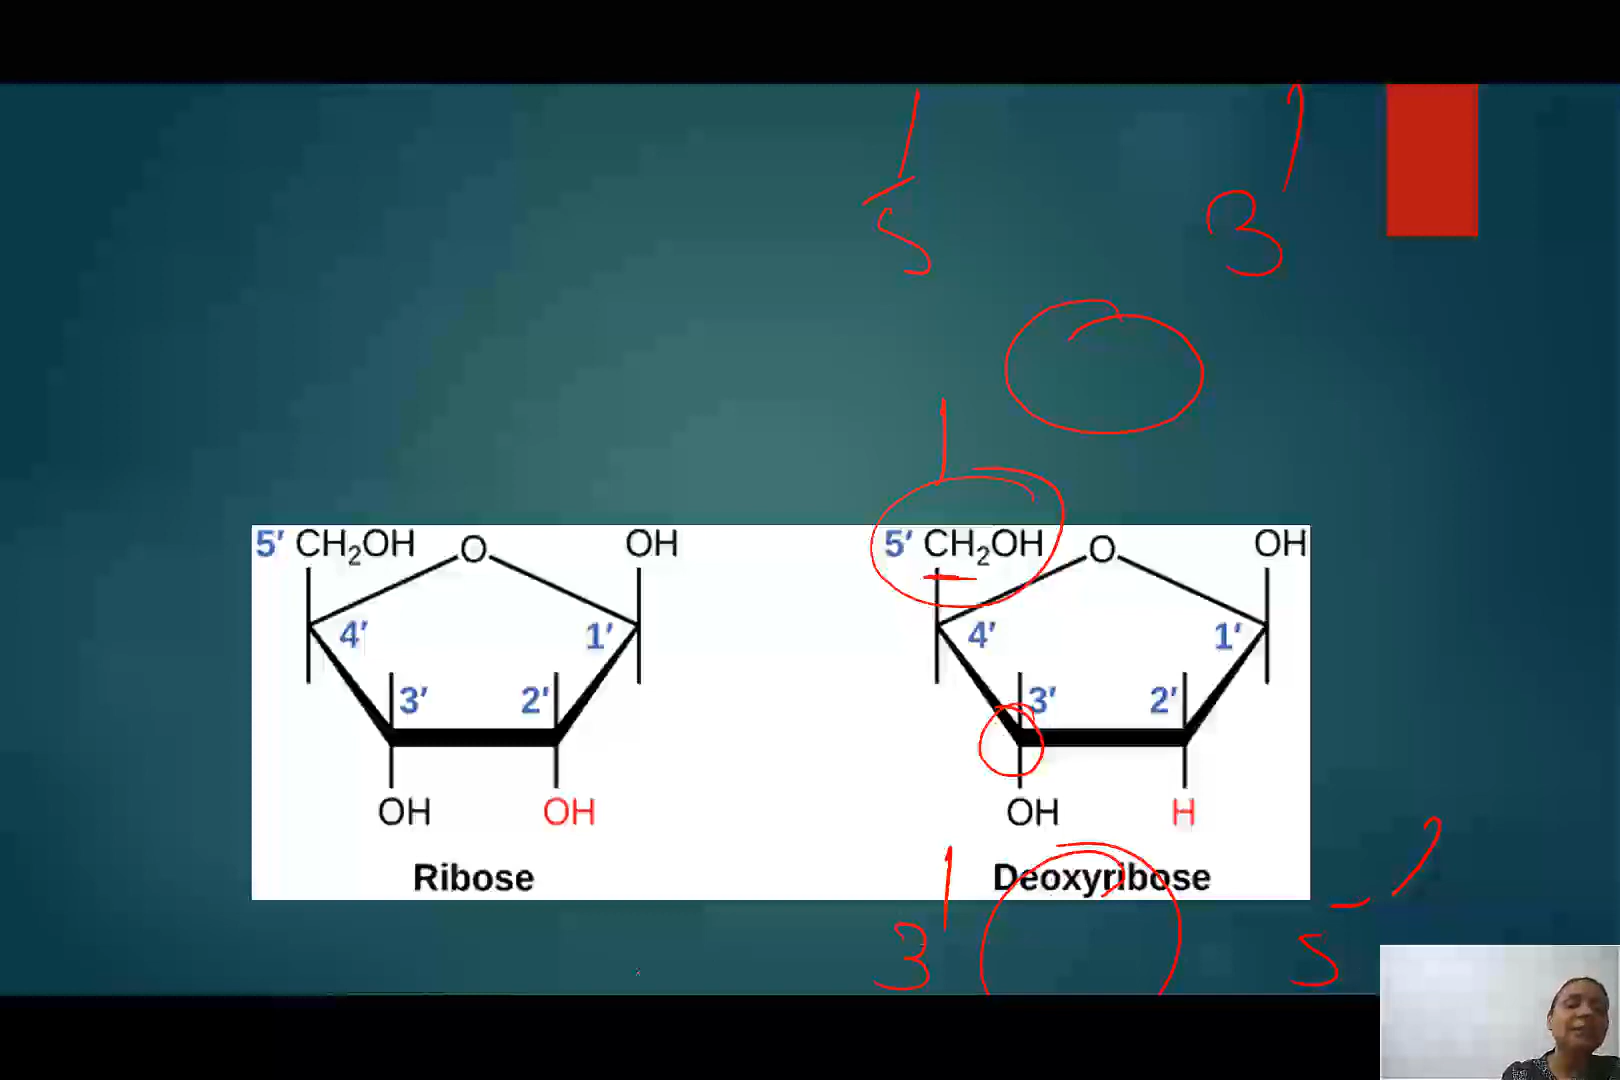 5' 3'
5' CH₂OH O OH 5' CH₂OH O OH
4' 1' 4' 1'
3' 2' 3' 2'
OH OH OH H
Ribose Deoxyribose
3' 5'